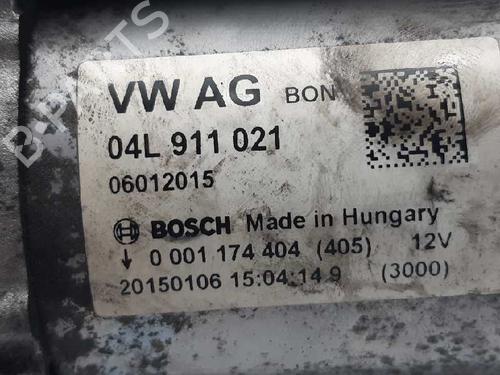 VW AG BON
04L 911 021
06012015
BOSCH Made in Hungary
↓ 0 001 174 404 (405) 12V
20150106 15:04:14 9 (3000)